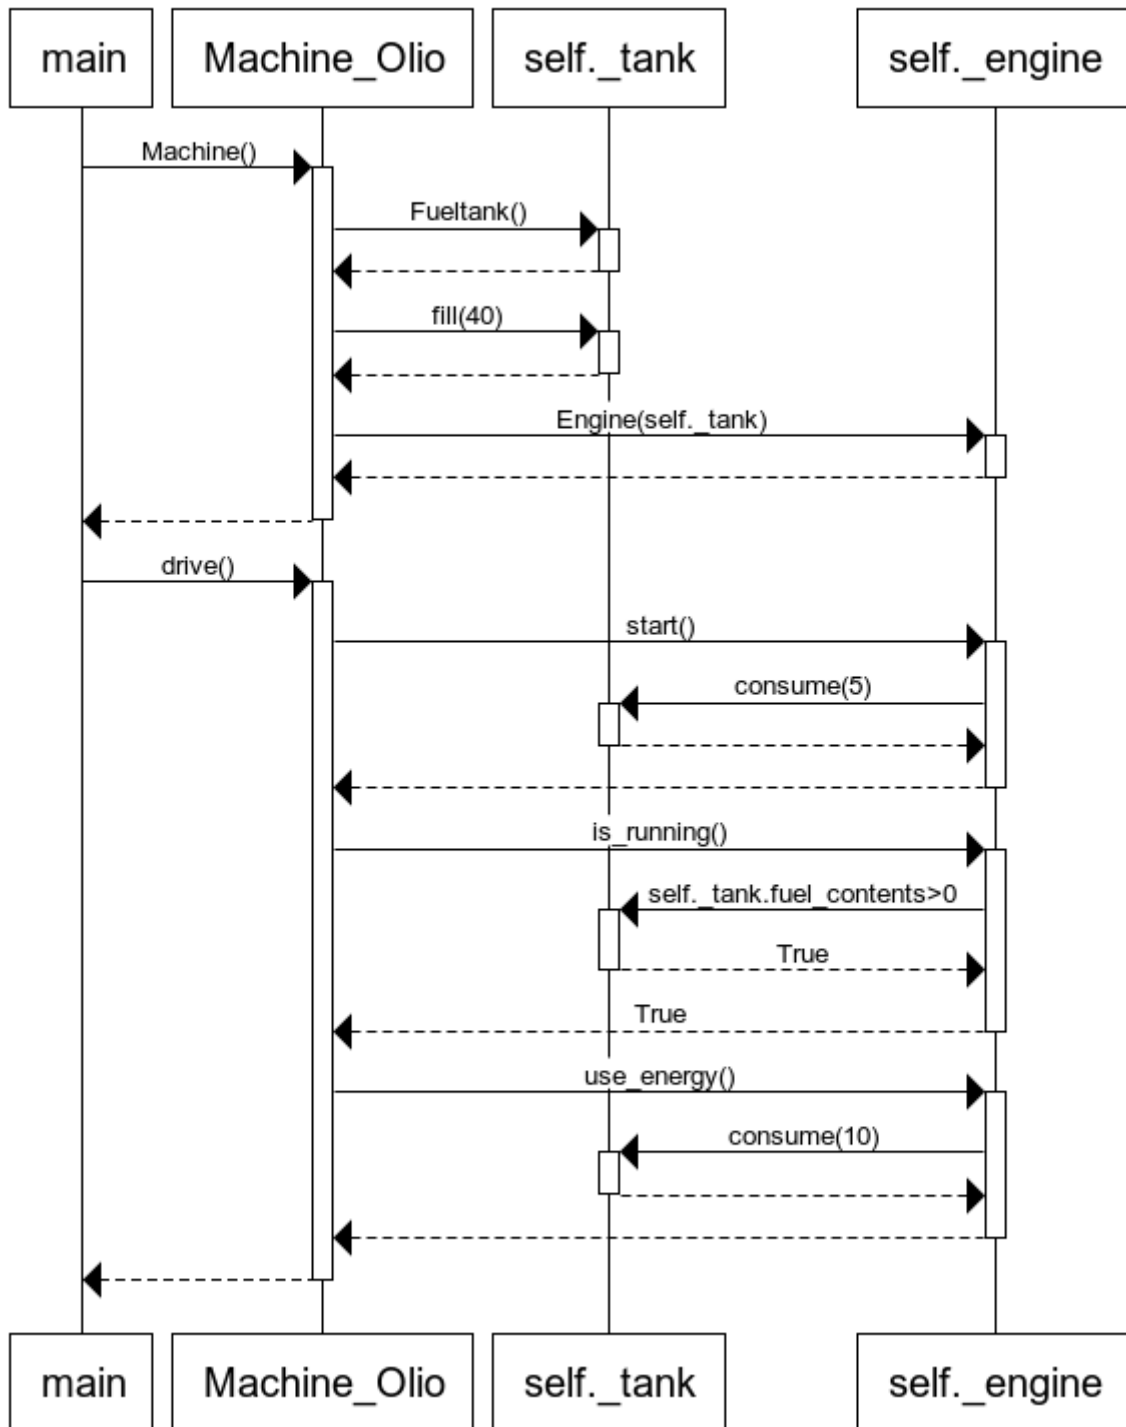 main
Machine_Olio
self._tank
self._engine
Machine()
Fueltank()
fill(40)
Engine(self._tank)
drive()
start()
consume(5)
is_running()
self._tank.fuel_contents>0
True
True
use_energy()
consume(10)
main
Machine_Olio
self._tank
self._engine